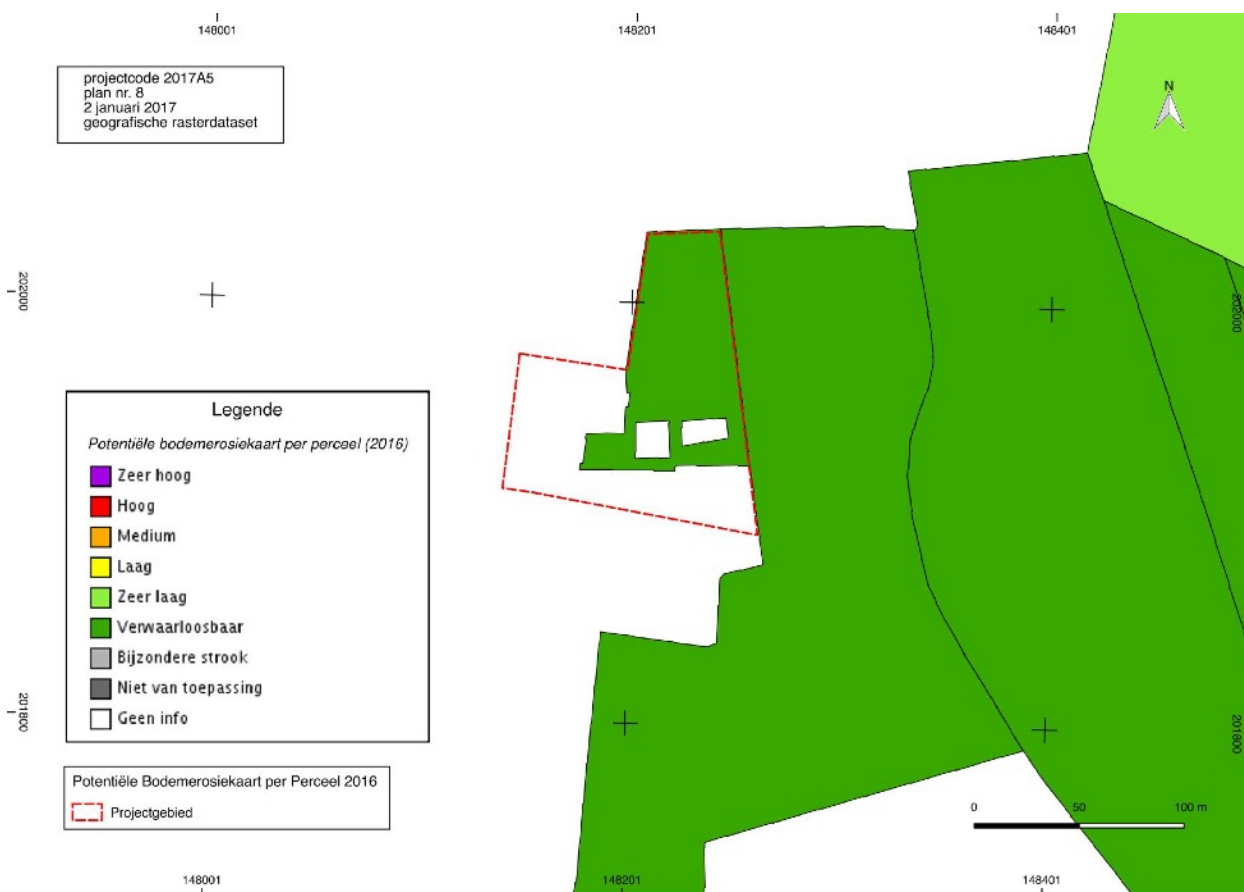 148001
148201
148401
projectcode 2017A5
plan nr. 8
2 januari 2017
geografische rasterdataset
N
202000
202000
Legende
Potentiële bodemerosiekaart per perceel (2016)
Zeer hoog
Hoog
Medium
Laag
Zeer laag
Verwaarloosbaar
Bijzondere strook
Niet van toepassing
Geen info
201800
201800
Potentiële Bodemerosiekaart per Perceel 2016
Projectgebied
0
50
100 m
148001
148201
148401